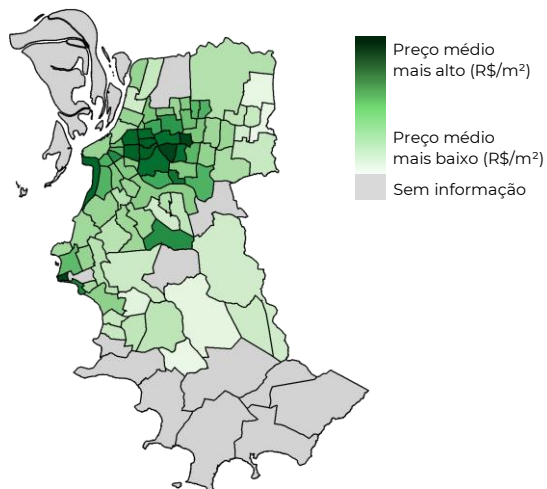 Preço médio
mais alto (R$/m²)
Preço médio
mais baixo (R$/m²)
Sem informação